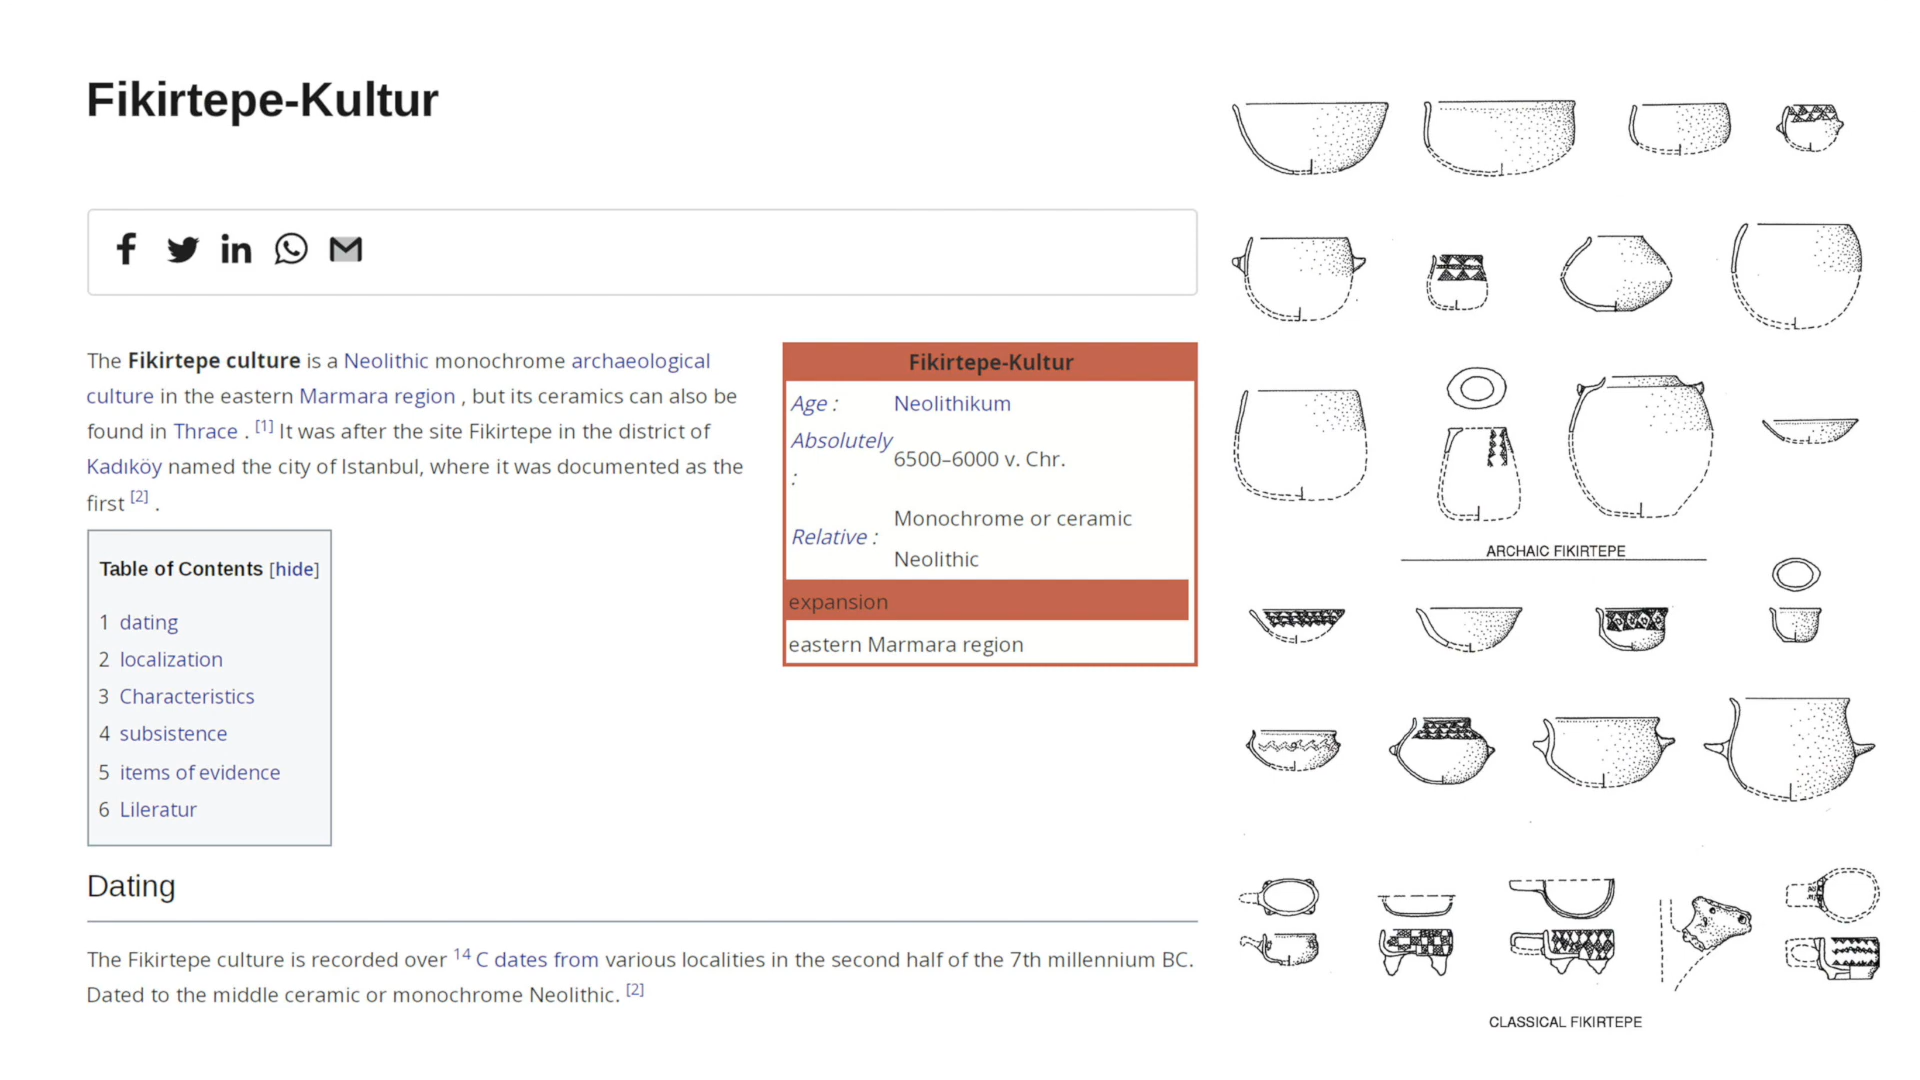 Fikirtepe-Kultur
The Fikirtepe culture is a Neolithic monochrome archaeological
culture in the eastern Marmara region , but its ceramics can also be
found in Thrace . [1] It was after the site Fikirtepe in the district of
Kadıköy named the city of Istanbul, where it was documented as the
first [2] .
Fikirtepe-Kultur
Age : Neolithikum
Absolutely
: 6500–6000 v. Chr.
Relative : Monochrome or ceramic
Neolithic
expansion
eastern Marmara region
Table of Contents [hide]
1 dating
2 localization
3 Characteristics
4 subsistence
5 items of evidence
6 Lileratur
Dating
The Fikirtepe culture is recorded over 14 C dates from various localities in the second half of the 7th millennium BC.
Dated to the middle ceramic or monochrome Neolithic. [2]
ARCHAIC FIKIRTEPE
CLASSICAL FIKIRTEPE